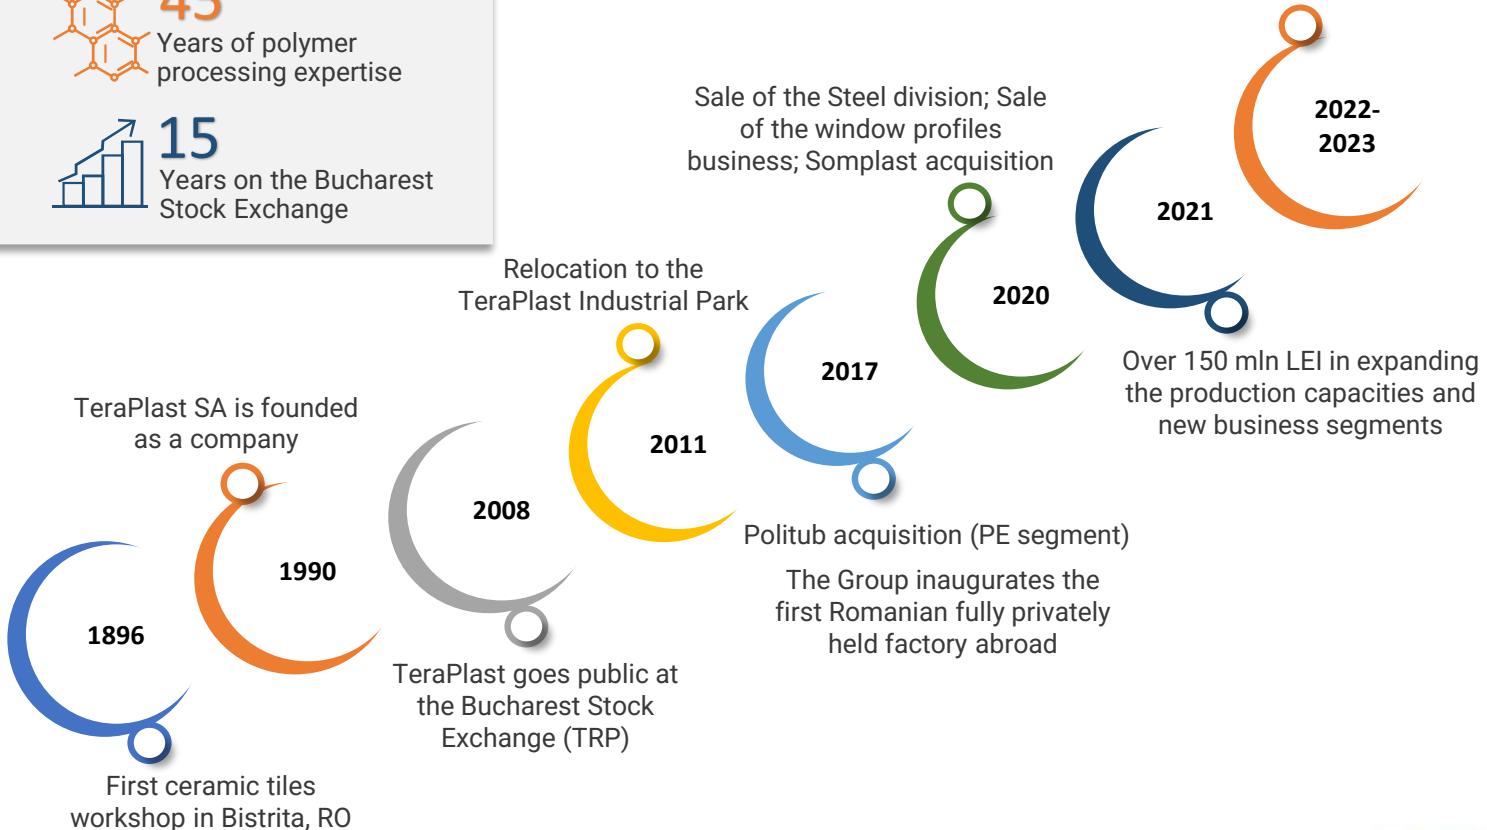 45
Years of polymer
processing expertise
15
Years on the Bucharest
Stock Exchange
1896
First ceramic tiles
workshop in Bistrita, RO
TeraPlast SA is founded
as a company
1990
2008
TeraPlast goes public at
the Bucharest Stock
Exchange (TRP)
Relocation to the
TeraPlast Industrial Park
2011
2017
Politub acquisition (PE segment)
The Group inaugurates the
first Romanian fully privately
held factory abroad
Sale of the Steel division; Sale
of the window profiles
business; Somplast acquisition
2020
2021
Over 150 mln LEI in expanding
the production capacities and
new business segments
2022-
2023